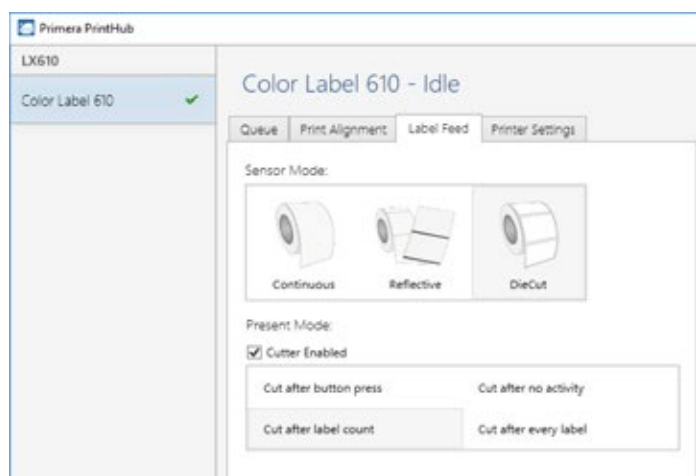 Primera PrintHub
LX610
Color Label 610
Color Label 610 - Idle
Queue Print Alignment Label Feed Printer Settings
Sensor Mode:
Continuous Reflective DieCut
Present Mode:
Cutter Enabled
Cut after button press Cut after no activity
Cut after label count Cut after every label